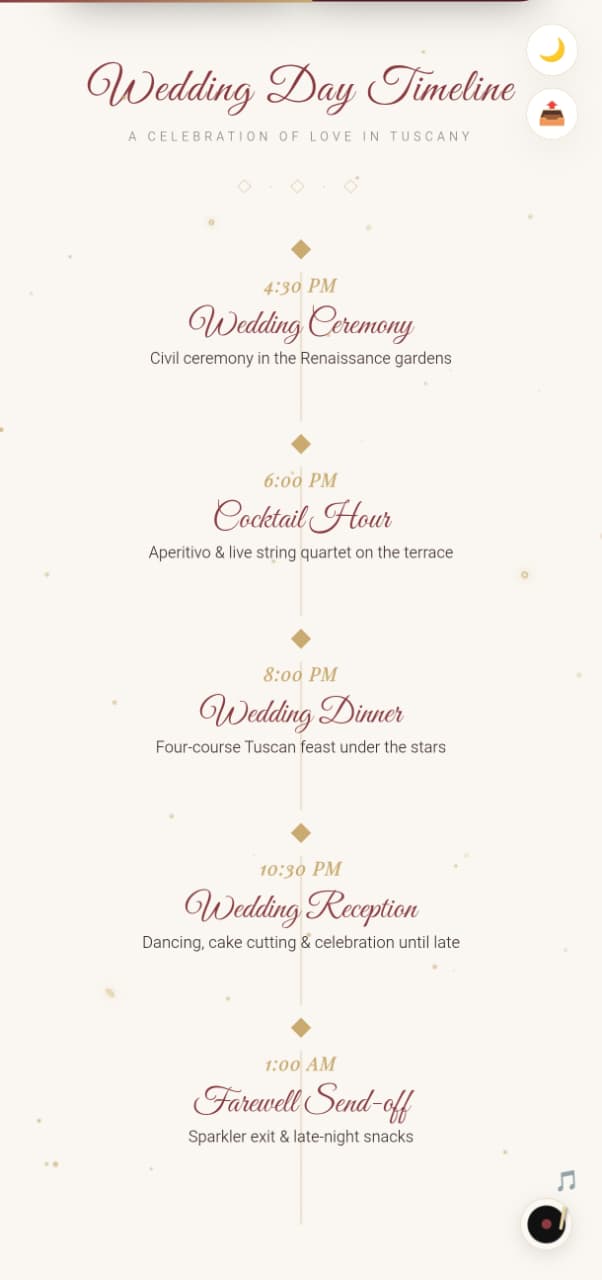 Wedding Day Timeline
A CELEBRATION OF LOVE IN TUSCANY
4:30 PM
Wedding Ceremony
Civil ceremony in the Renaissance gardens
6:00 PM
Cocktail Hour
Aperitivo & live string quartet on the terrace
8:00 PM
Wedding Dinner
Four-course Tuscan feast under the stars
10:30 PM
Wedding Reception
Dancing, cake cutting & celebration until late
1:00 AM
Farewell Send-off
Sparkler exit & late-night snacks